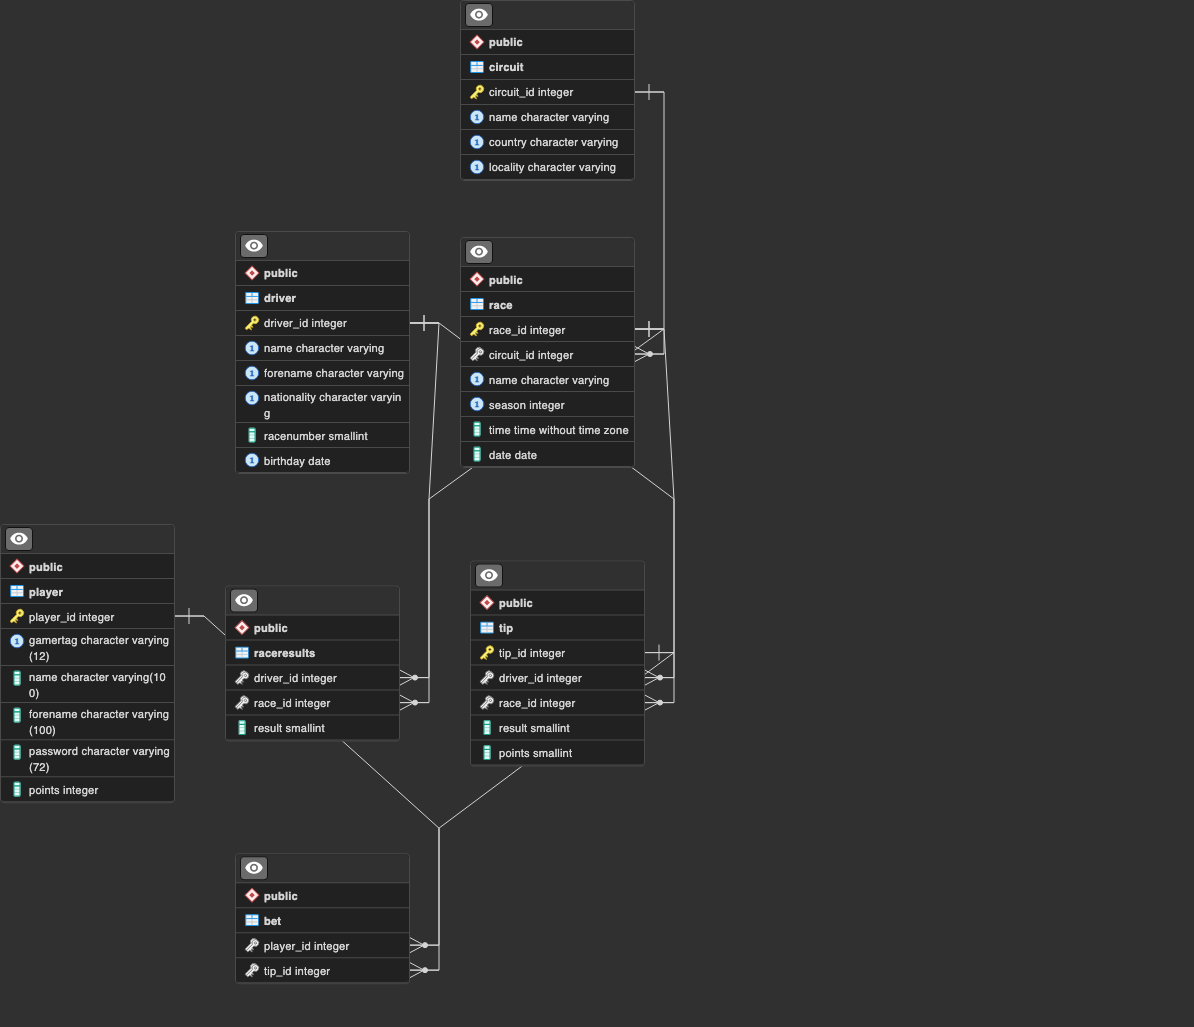 public
circuit
circuit_id integer
name character varying
country character varying
locality character varying
public
driver
driver_id integer
name character varying
forename character varying
nationality character varyin
g
racenumber smallint
birthday date
public
race
race_id integer
circuit_id integer
name character varying
season integer
time time without time zone
date date
public
player
player_id integer
gamertag character varying
(12)
name character varying(10
0)
forename character varying
(100)
password character varying
(72)
points integer
public
raceresults
driver_id integer
race_id integer
result smallint
public
tip
tip_id integer
driver_id integer
race_id integer
result smallint
points smallint
public
bet
player_id integer
tip_id integer